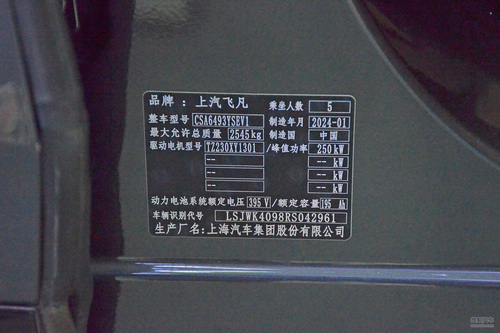 品牌：上汽飞凡 乘坐人数 5
整车型号 CSA6493YSEV1 制造年月 2024-01
最大允许总质量 2545kg 制造国 中国
驱动电机型号 TZ230XY1301 /峰值功率 250kW
-- -- kW
-- -- kW
-- -- kW
动力电池系统额定电压 395 V /额定容量 195 Ah
车辆识别代号 LSJWK4098RS042961
生产厂名：上海汽车集团股份有限公司